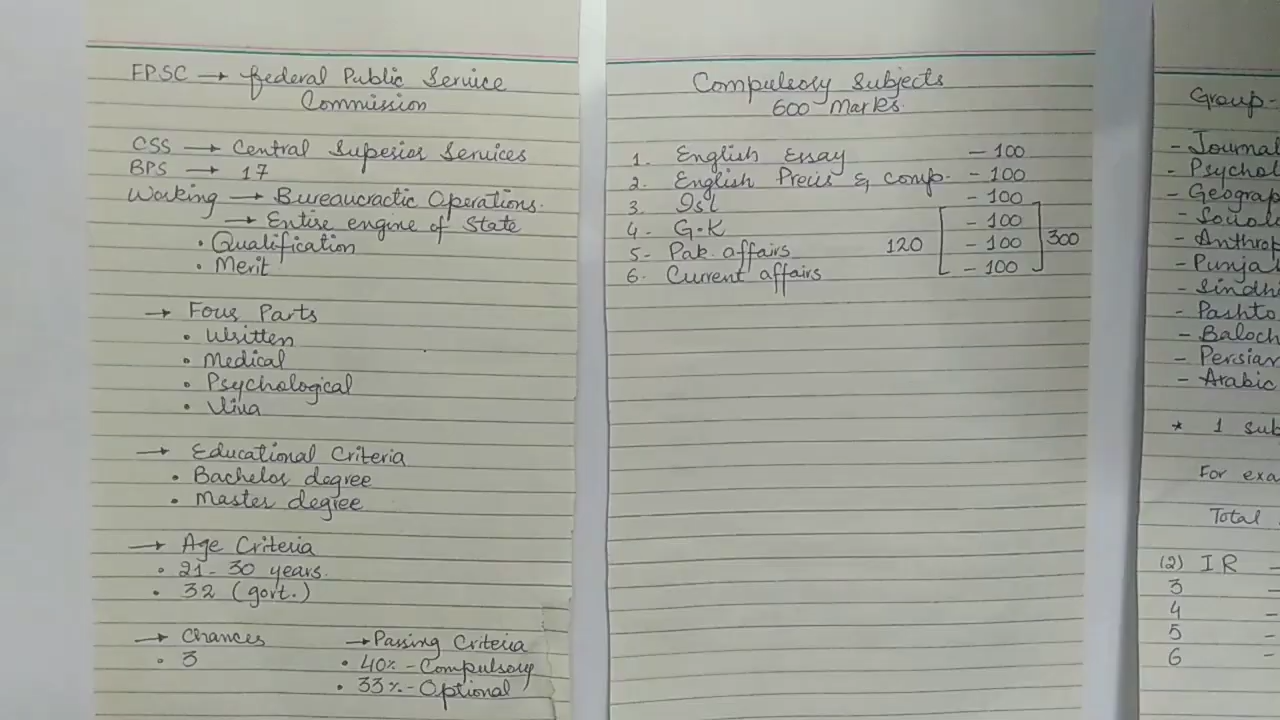 FPSC → Federal Public Service
Commission
CSS → Central Superior Services
BPS → 17
Working → Bureaucractic Operations.
→ Entire engine of State
• Qualification
• Merit
→ Four Parts
• Written
• Medical
• Psychological
• Viva
→ Educational Criteria
• Bachelor degree
• Master degree
→ Age Criteria
• 21-30 years.
• 32 (govt.)
→ Chances
• 3
→ Passing Criteria
• 40% - Compulsory
• 33% - Optional
Compulsory Subjects
600 Marks.
1. English Essay - 100
2. English Precis & comp. - 100
3. Isl - 100
4. G.K - 100
5- Pak. affairs 120 - 100 300
6. Current affairs - 100
Group-
- Journal
- Psychol
- Geograp
- Sociolo
- Anthrop
- Punja
- Sindhi
- Pashto
- Baloch
- Persian
- Arabic
* 1 sub
For exa
Total
(2) IR -
3 -
4 -
5 -
6 -